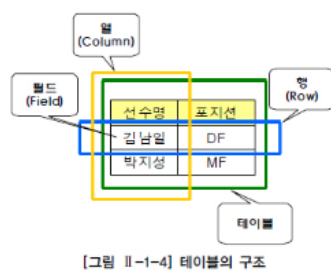 열
(Column)
필드
(Field)
행
(Row)
선수명 포지션
김남일 DF
박지성 MF
테이블
[그림 Ⅱ-1-4] 테이블의 구조